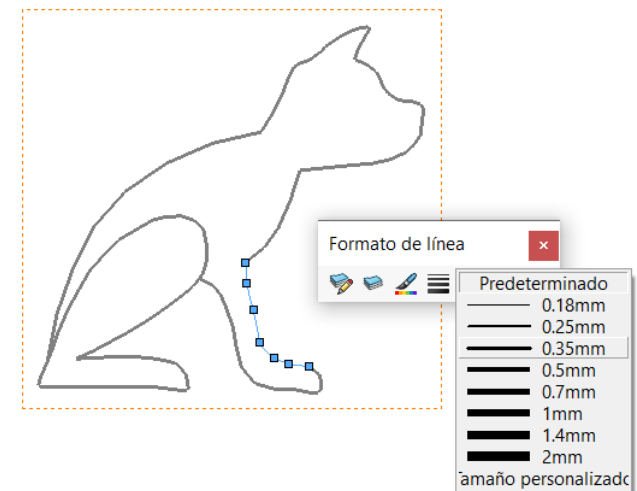 Formato de línea
Predeterminado
0.18mm
0.25mm
0.35mm
0.5mm
0.7mm
1mm
1.4mm
2mm
amaño personalizado